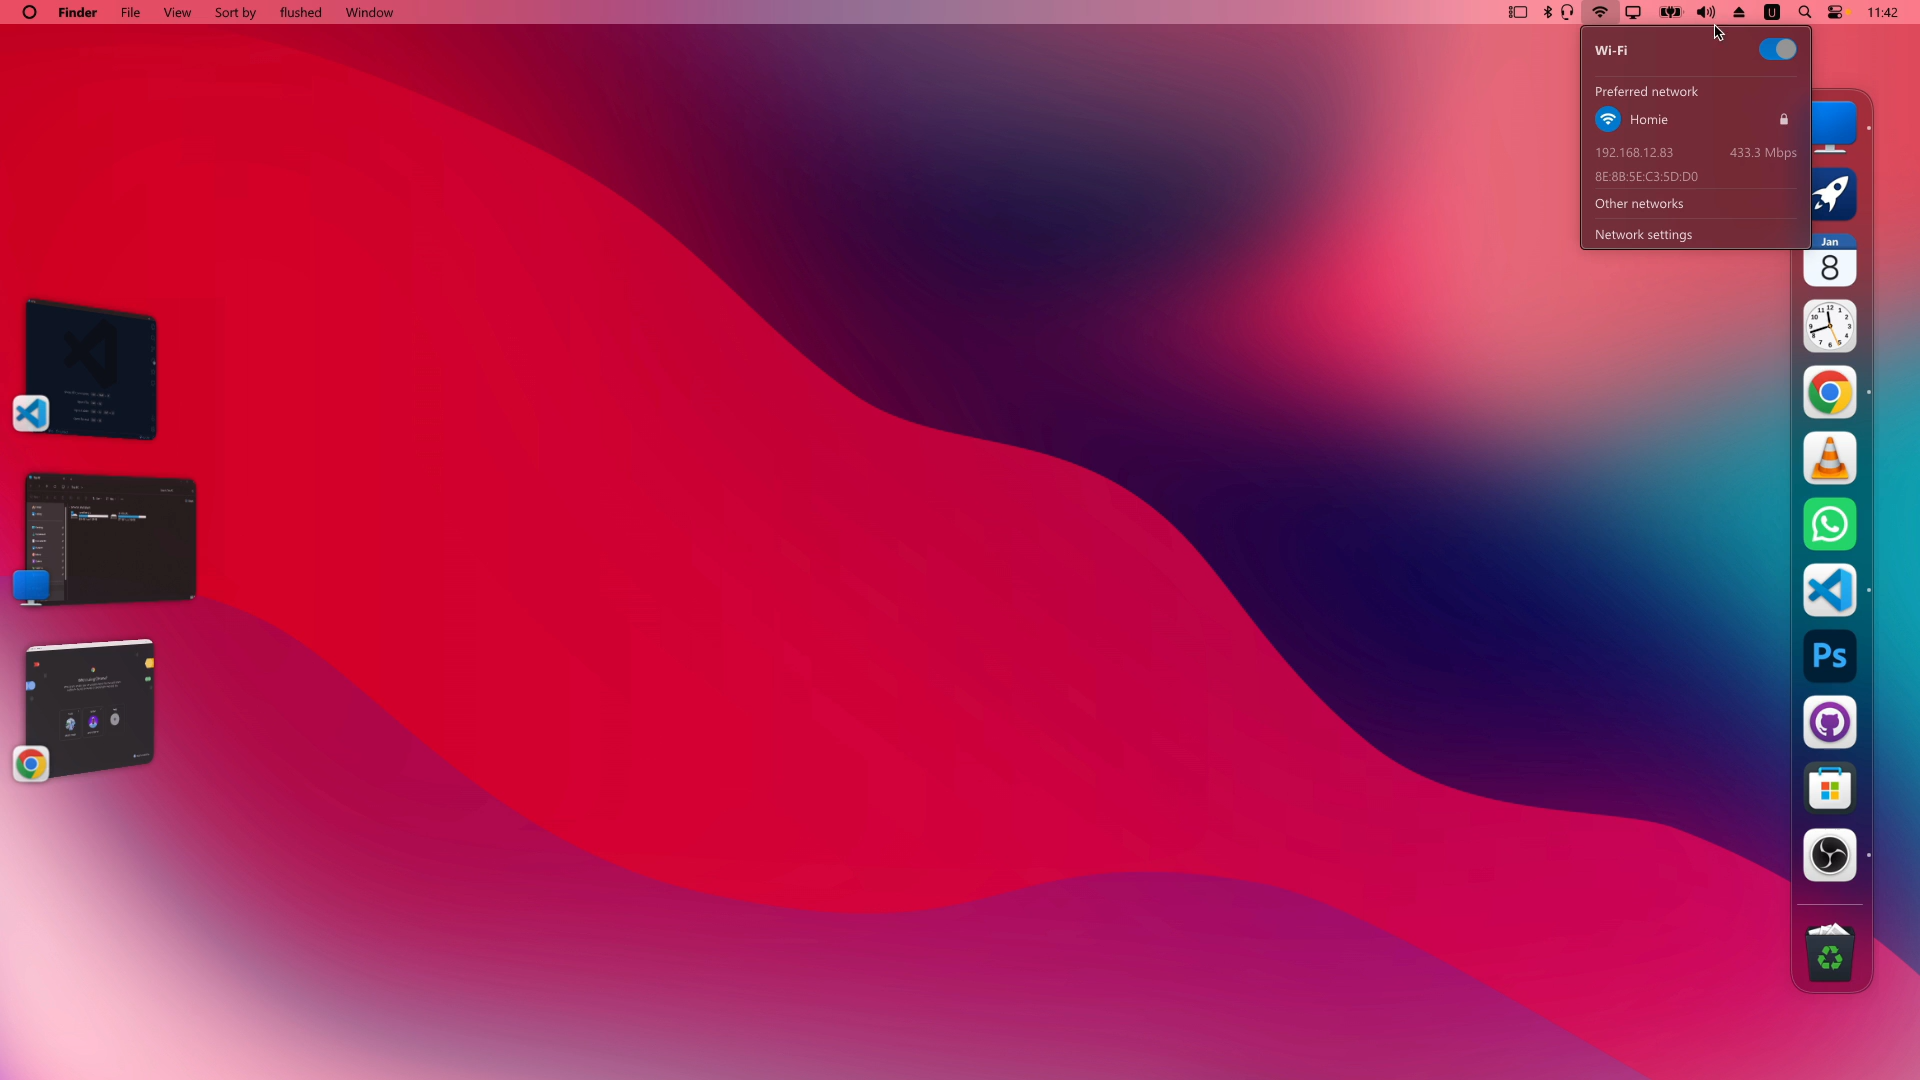 Finder File View Sort by flushed Window U 11:42
Wi-Fi
Preferred network
Homie
192.168.12.83 433.3 Mbps
8E:8B:5E:C3:5D:D0
Other networks
Network settings
Jan
8
Ps